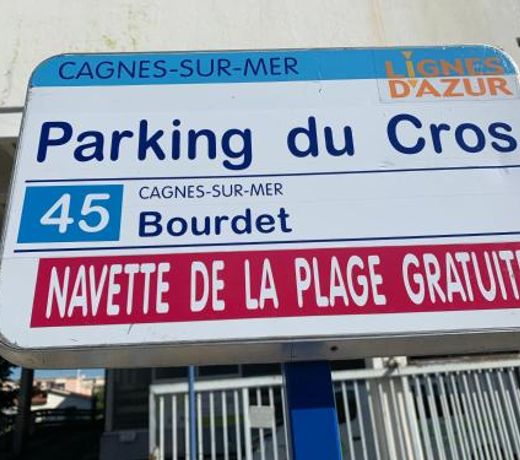 CAGNES-SUR-MER
LIGNES
D'AZUR
Parking du Cros
45
CAGNES-SUR-MER
Bourdet
NAVETTE DE LA PLAGE GRATUITE